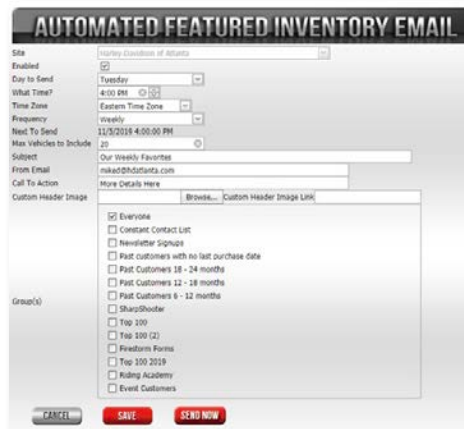 AUTOMATED FEATURED INVENTORY EMAIL
Site Harley-Davidson of Atlanta
Enabled
Day to Send Tuesday
What Time? 4:00 PM
Time Zone Eastern Time Zone
Frequency Weekly
Next To Send 11/5/2019 4:00:00 PM
Max Vehicles to Include 20
Subject Our Weekly Favorites
From Email miked@hdatlanta.com
Call To Action More Details Here
Custom Header Image Browse... Custom Header Image Link
Group(s)
Everyone
Constant Contact List
Newsletter Signups
Past customers with no last purchase date
Past Customers 18 - 24 months
Past Customers 12 - 18 months
Past Customers 6 - 12 months
SharpShooter
Top 100
Top 100 (2)
Firestorm Forms
Top 100 2019
Riding Academy
Event Customers
CANCEL SAVE SEND NOW